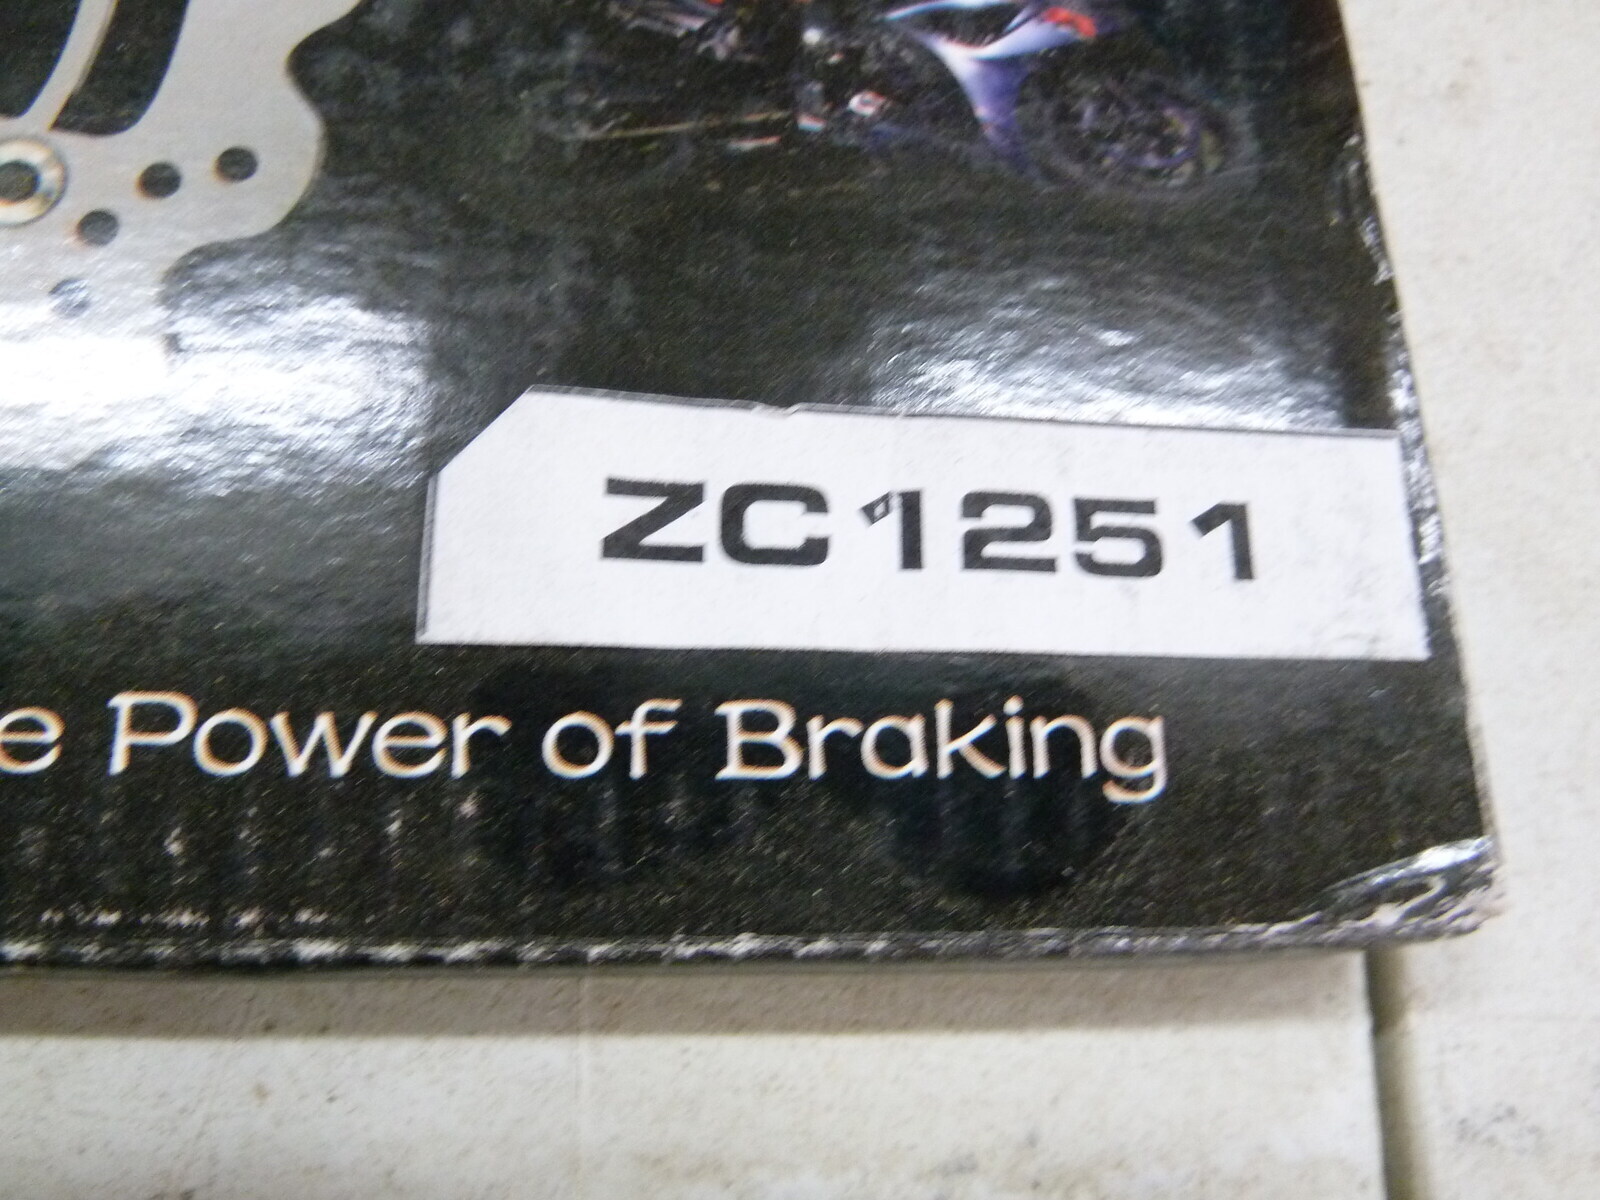 ZC1251
e Power of Braking